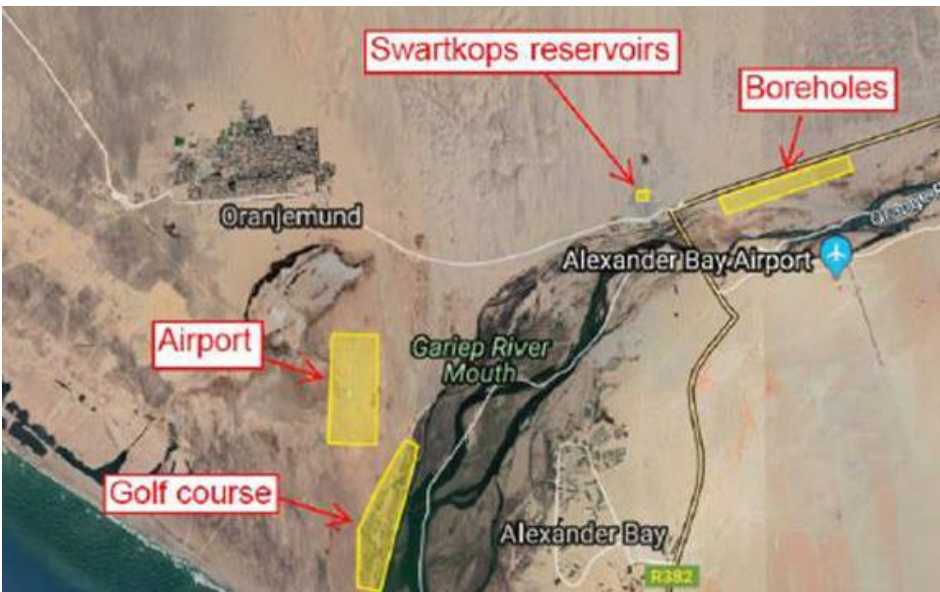 Swartkops reservoirs
Boreholes
Oranjemund
Alexander Bay Airport
Airport
Gariep River
Mouth
Golf course
Alexander Bay
R382